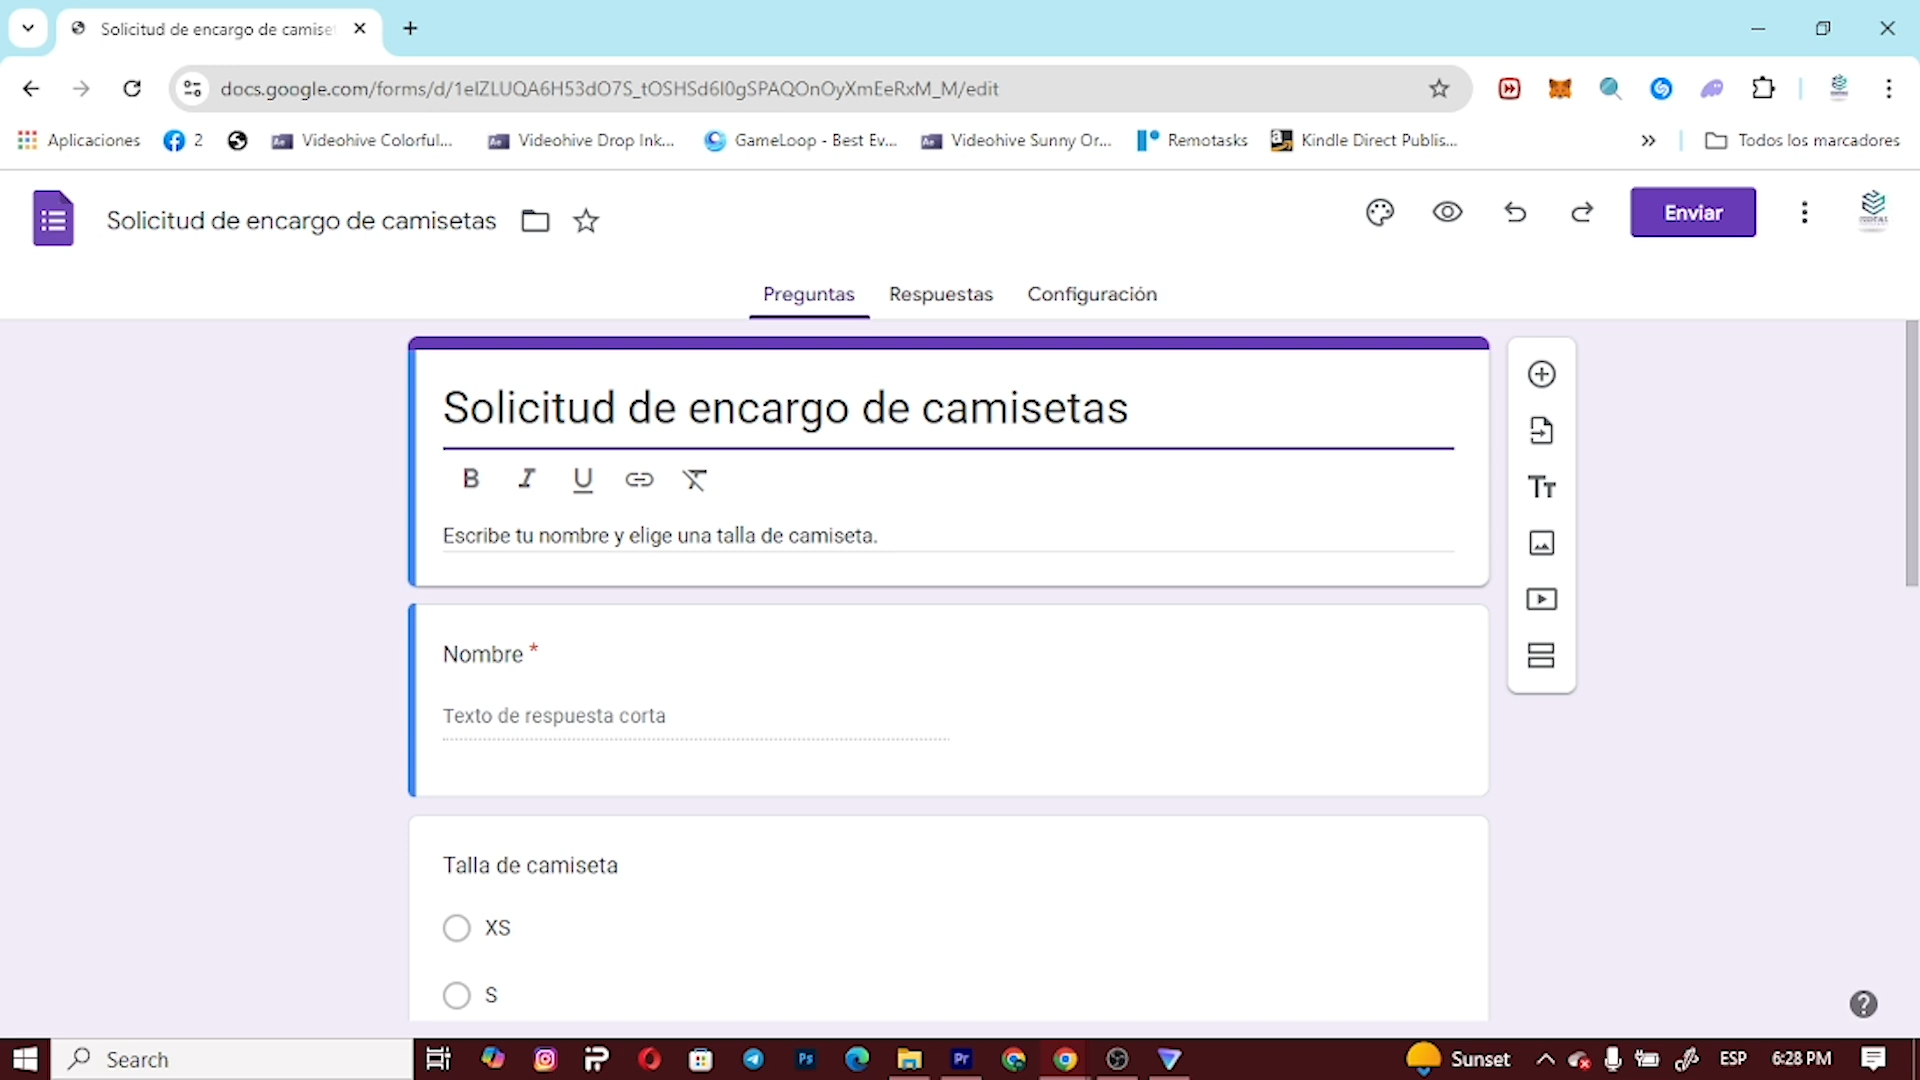 Solicitud de encargo de camise
docs.google.com/forms/d/1elZLUQA6H53dO7S_tOSHSd6I0gSPAQOnOyXmEeRxM_M/edit
Aplicaciones 2 Videohive Colorful... Videohive Drop Ink... GameLoop - Best Ev... Videohive Sunny Or... Remotasks Kindle Direct Publis... » Todos los marcadores
Solicitud de encargo de camisetas
Enviar
Preguntas Respuestas Configuración
Solicitud de encargo de camisetas
B I U
Escribe tu nombre y elige una talla de camiseta.
Nombre *
Texto de respuesta corta
Talla de camiseta
XS
S
Search Ps Pr Sunset ESP 6:28 PM